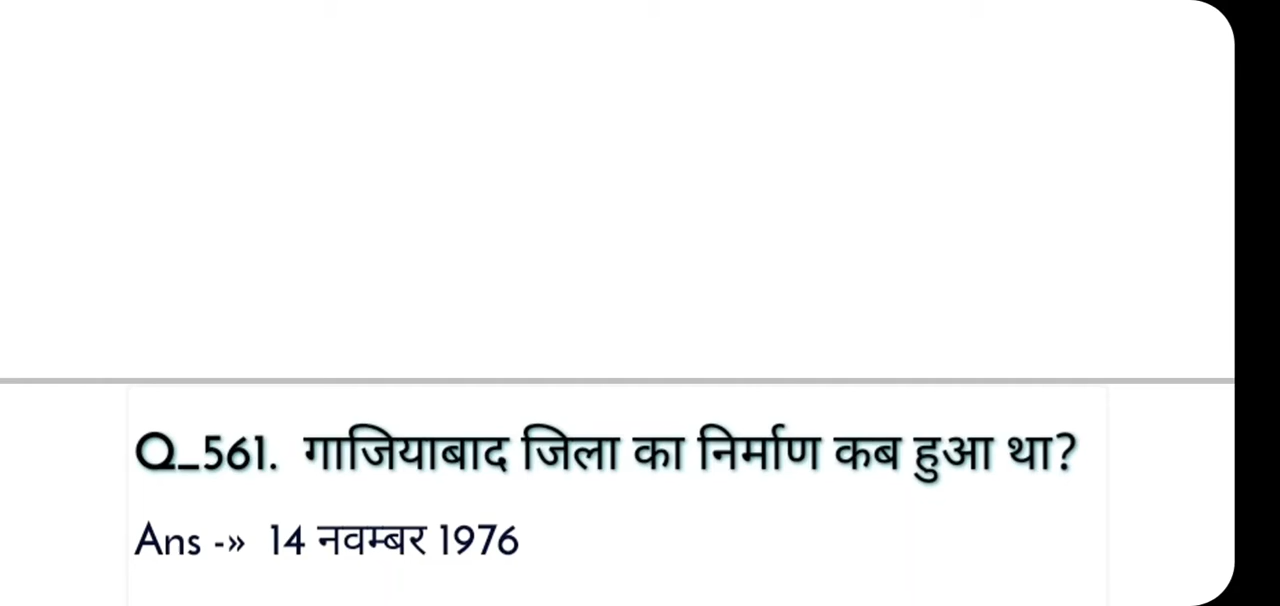 Q_561. गाजियाबाद जिला का निर्माण कब हुआ था?
Ans -» 14 नवम्बर 1976